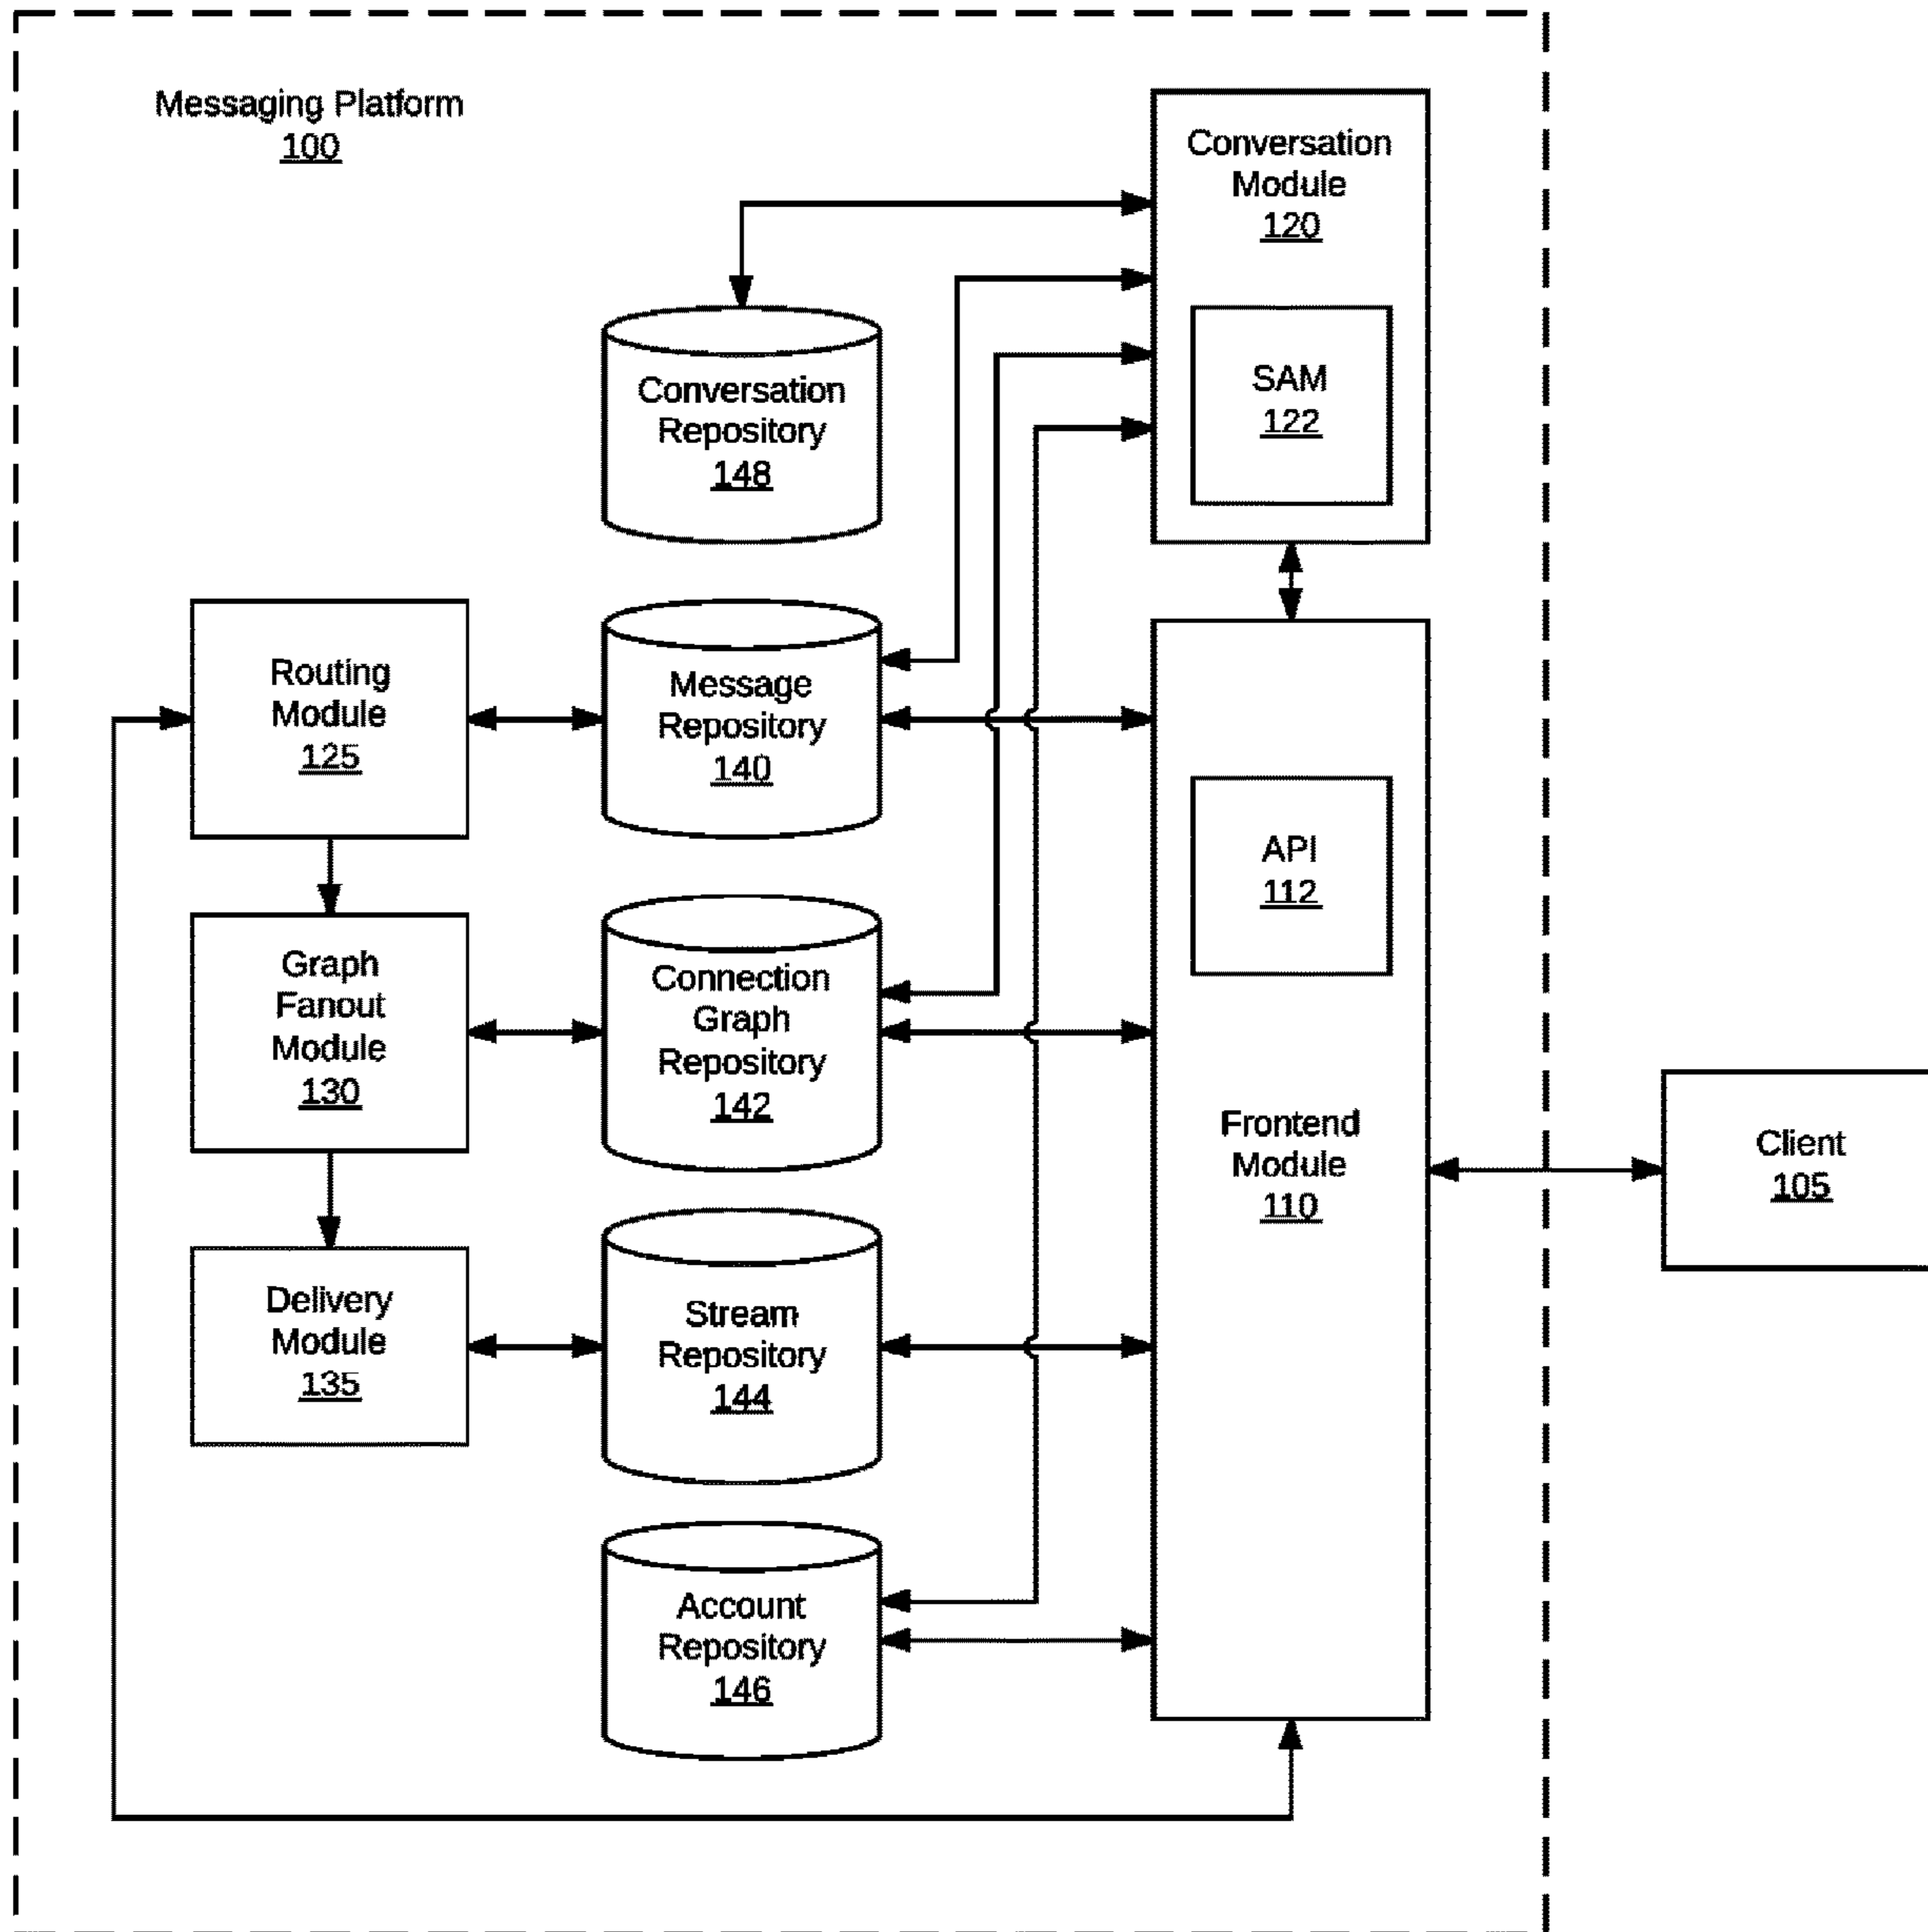 Messaging Platform
100
Conversation
Module
120
SAM
122
Conversation
Repository
148
Routing
Module
125
Message
Repository
140
API
112
Graph
Fanout
Module
130
Connection
Graph
Repository
142
Frontend
Module
110
Client
105
Delivery
Module
135
Stream
Repository
144
Account
Repository
146